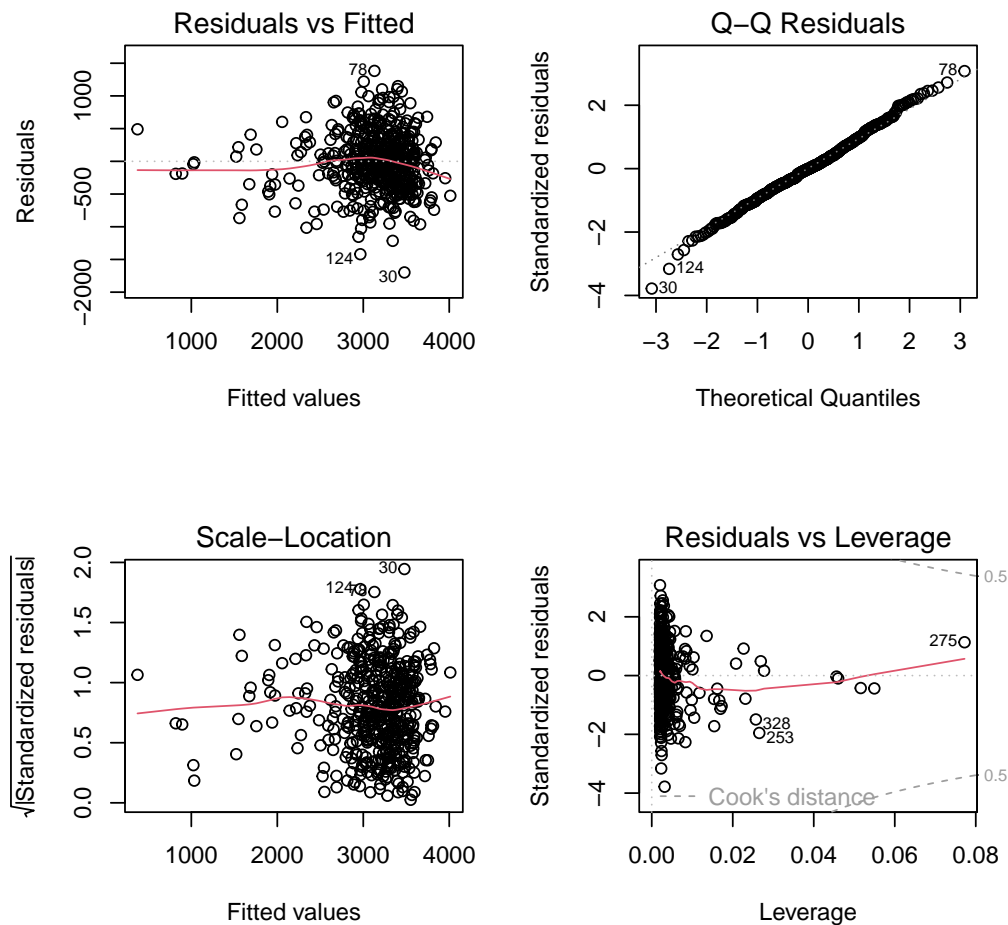 Residuals vs Fitted
Residuals
1000
−500
−2000
78
124
30
1000 2000 3000 4000
Fitted values
Q−Q Residuals
Standardized residuals
2
0
−2
−4
78
124
30
−3 −2 −1 0 1 2 3
Theoretical Quantiles
Scale−Location
√|Standardized residuals|
2.0
1.5
1.0
0.5
0.0
30
124
78
1000 2000 3000 4000
Fitted values
Residuals vs Leverage
Standardized residuals
2
0
−2
−4
0.5
275
328
253
0.5
Cook's distance
0.00 0.02 0.04 0.06 0.08
Leverage